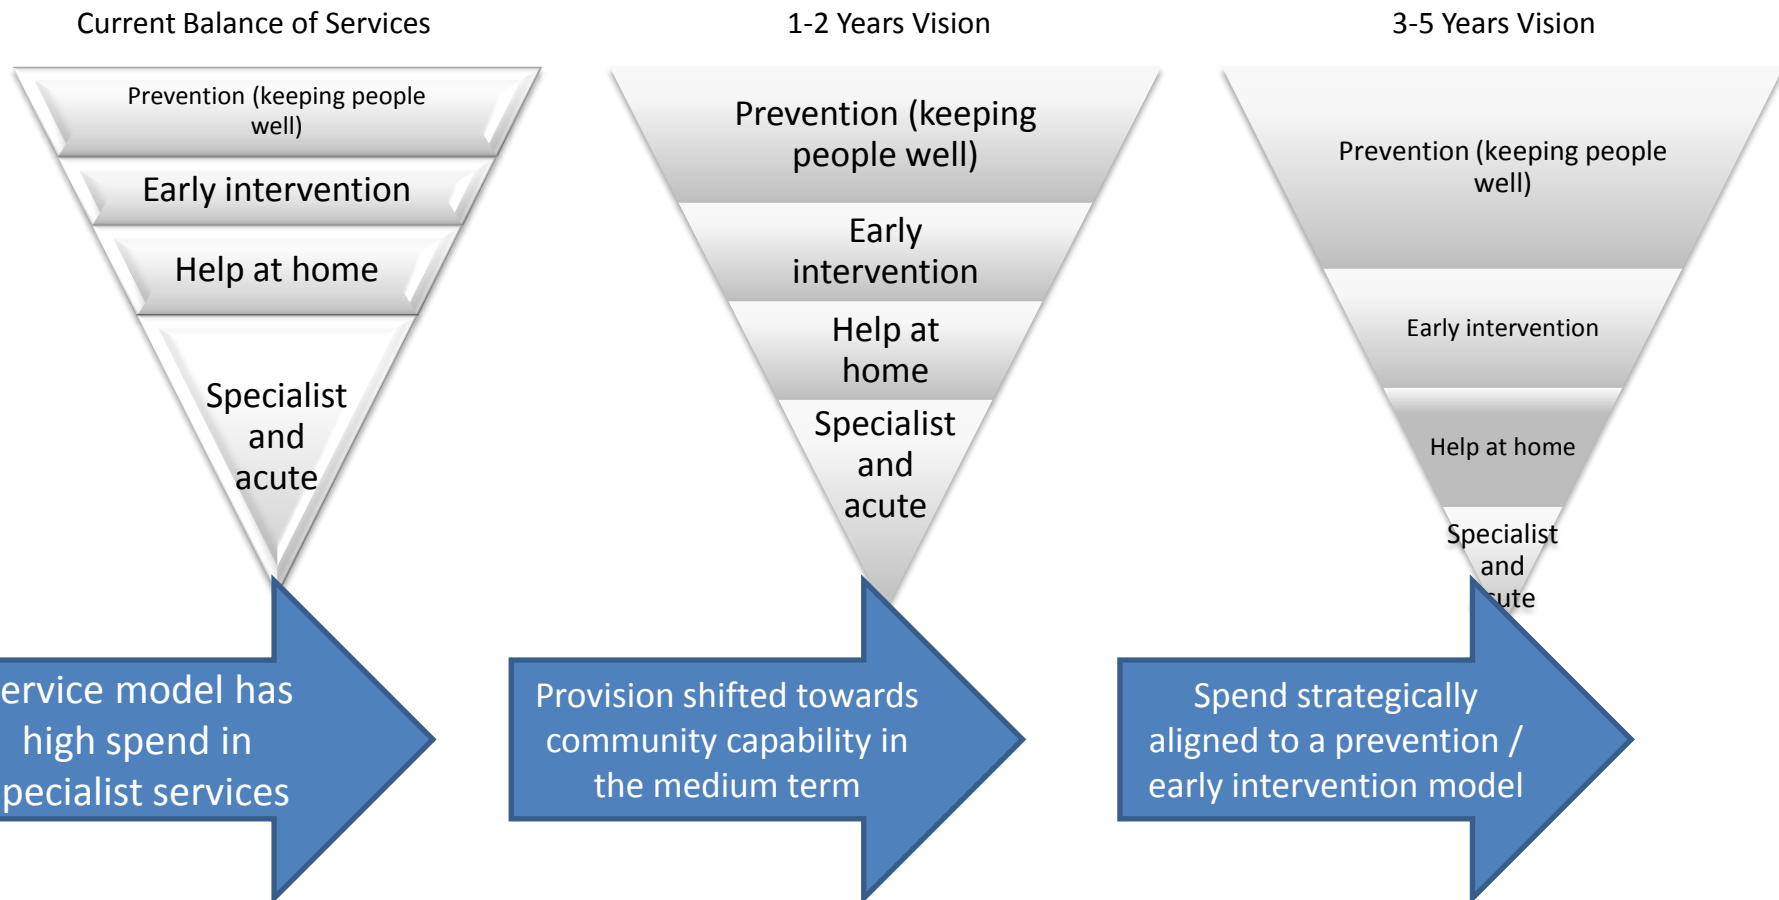 Current Balance of Services
Prevention (keeping people
well)
Early intervention
Help at home
Specialist
and
acute
ervice model has
high spend in
pecialist services
1-2 Years Vision
Prevention (keeping
people well)
Early
intervention
Help at
home
Specialist
and
acute
Provision shifted towards
community capability in
the medium term
3-5 Years Vision
Prevention (keeping people
well)
Early intervention
Help at home
Specialist
and
cute
Spend strategically
aligned to a prevention /
early intervention model